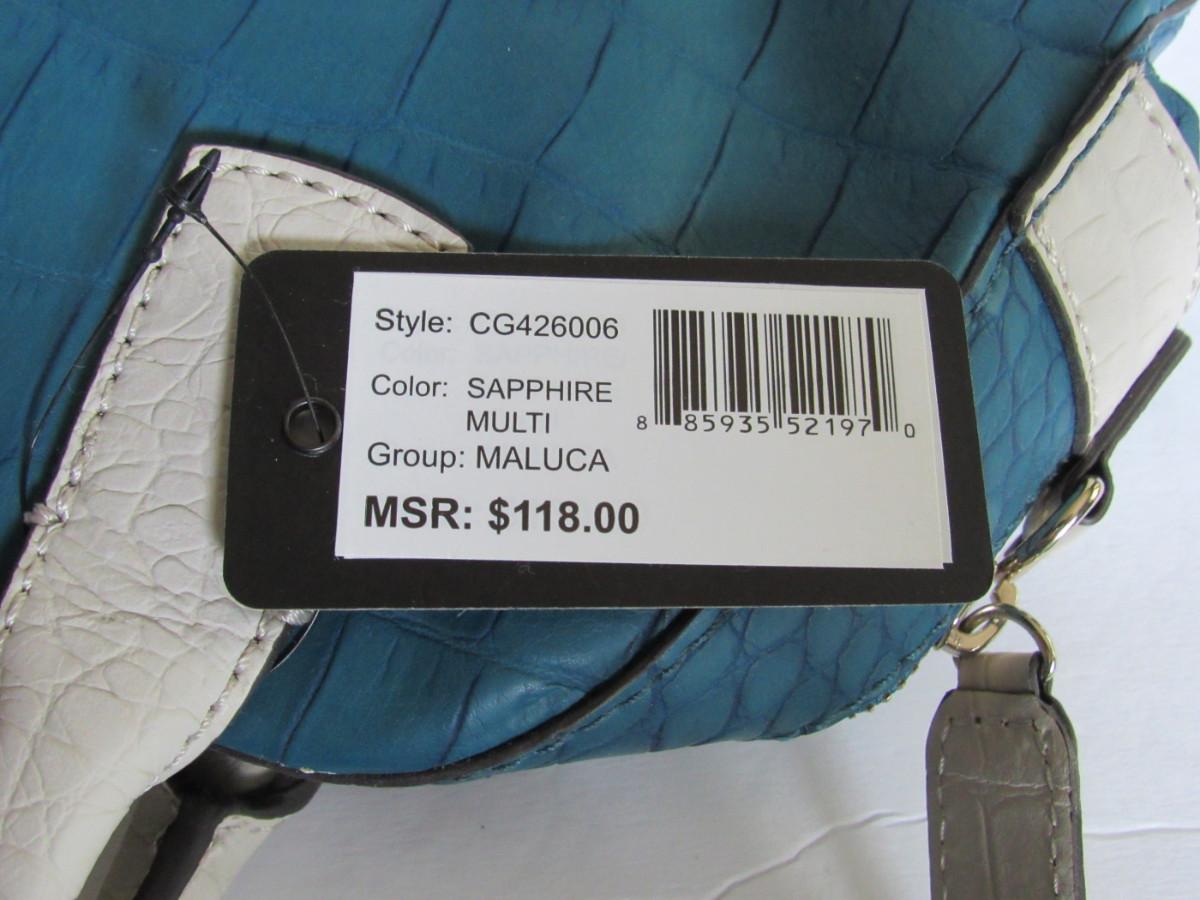 Style: CG426006
Color: SAPPHIRE
MULTI
Group: MALUCA
MSR: $118.00
8 85935 52197 0